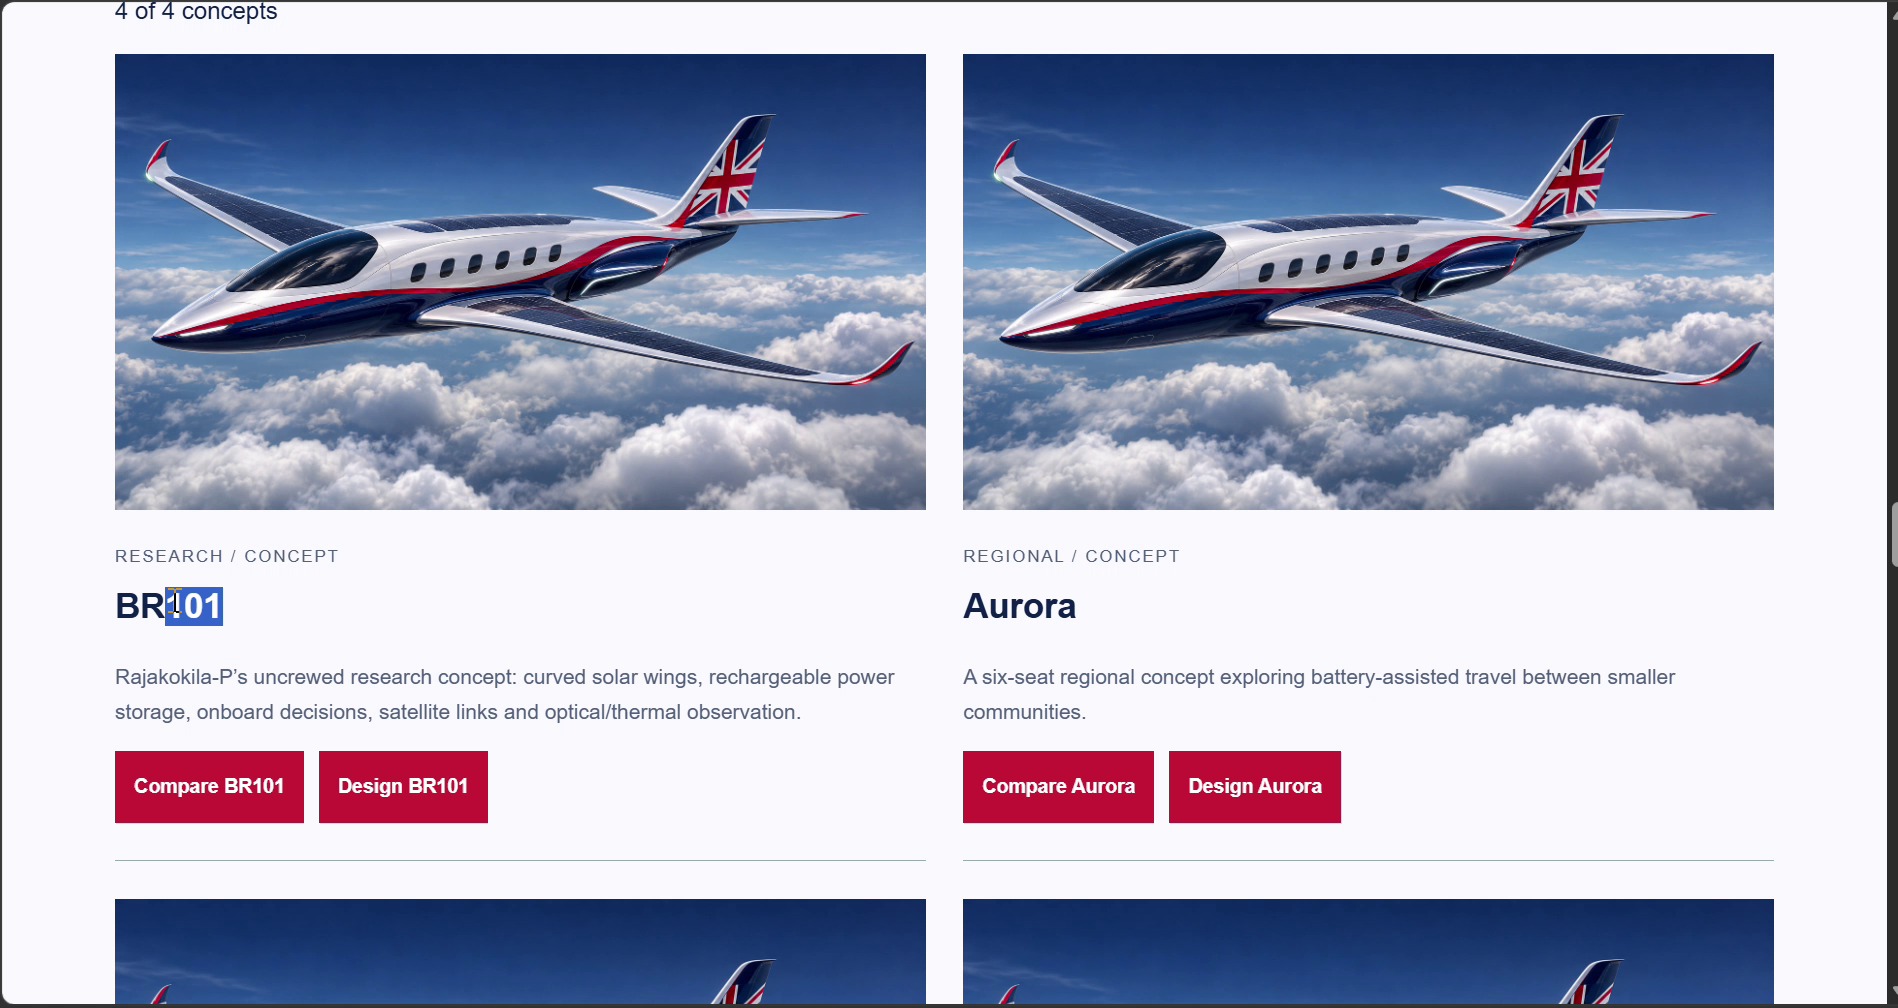 4 of 4 concepts
RESEARCH / CONCEPT
BR101
Rajakokila-P’s uncrewed research concept: curved solar wings, rechargeable power
storage, onboard decisions, satellite links and optical/thermal observation.
Compare BR101
Design BR101
REGIONAL / CONCEPT
Aurora
A six-seat regional concept exploring battery-assisted travel between smaller
communities.
Compare Aurora
Design Aurora